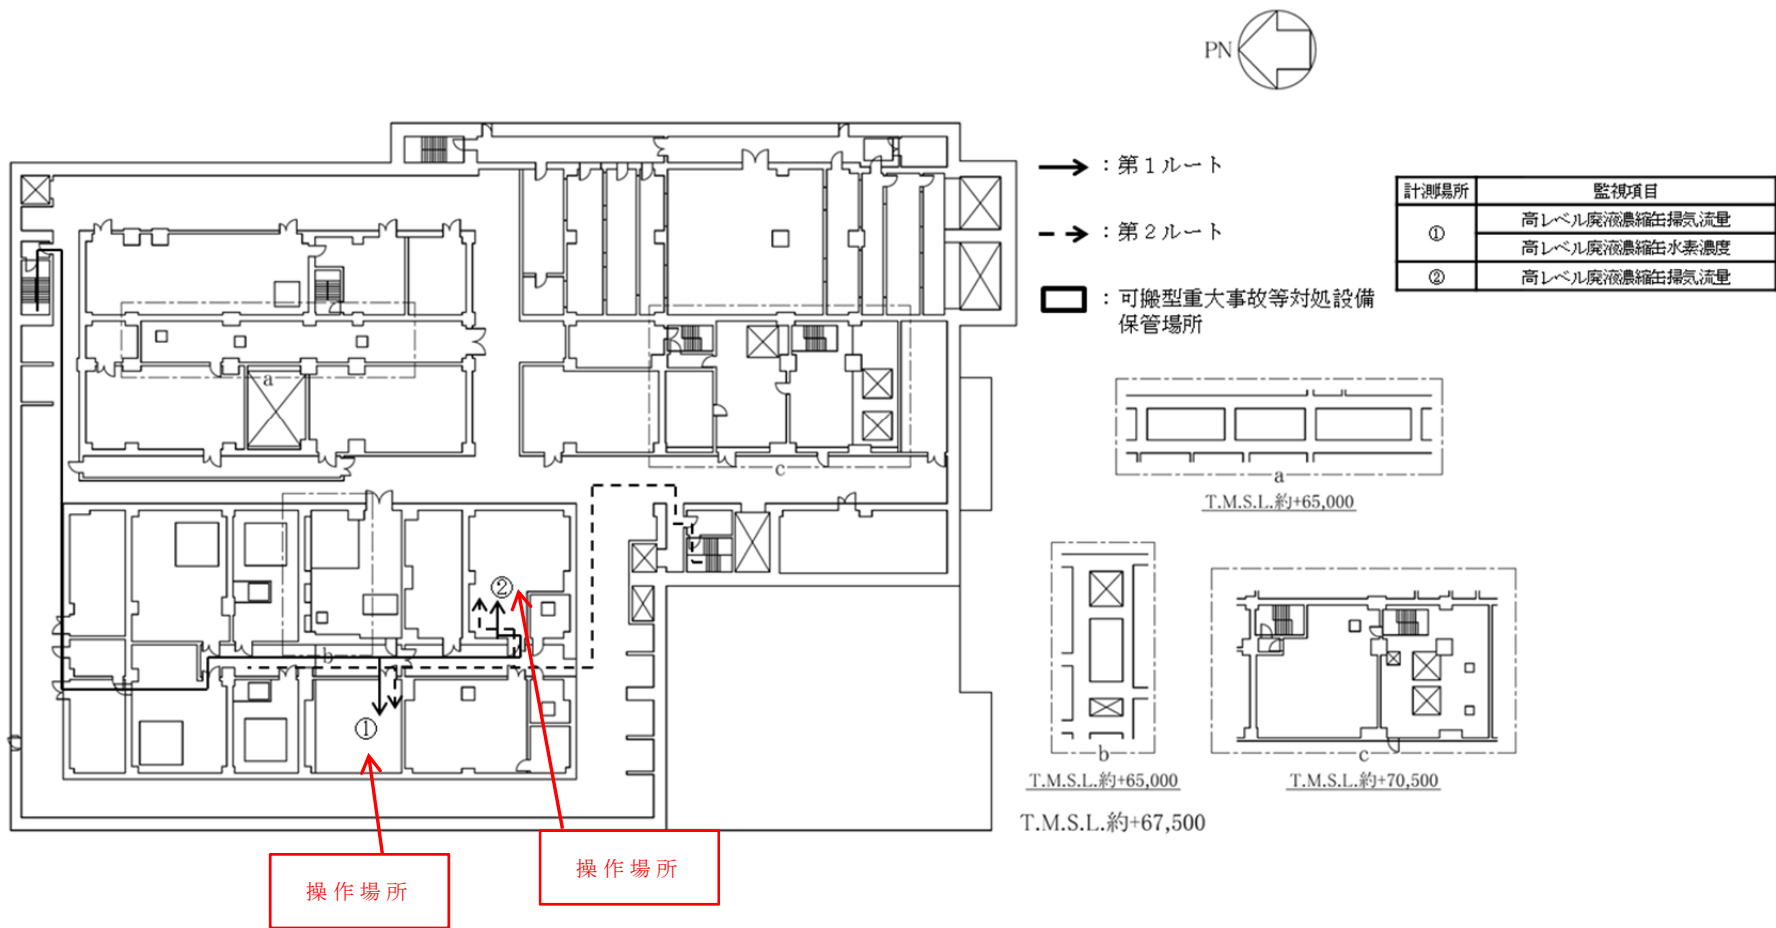 PN
：第1ルート
：第2ルート
：可搬型重大事故等対処設備
保管場所
計測場所 監視項目
① 高レベル廃液濃縮缶掃気流量
高レベル廃液濃縮缶水素濃度
② 高レベル廃液濃縮缶掃気流量
a
c
b
②
①
a
T.M.S.L.約+65,000
b
T.M.S.L.約+65,000
c
T.M.S.L.約+70,500
T.M.S.L.約+67,500
操作場所
操作場所